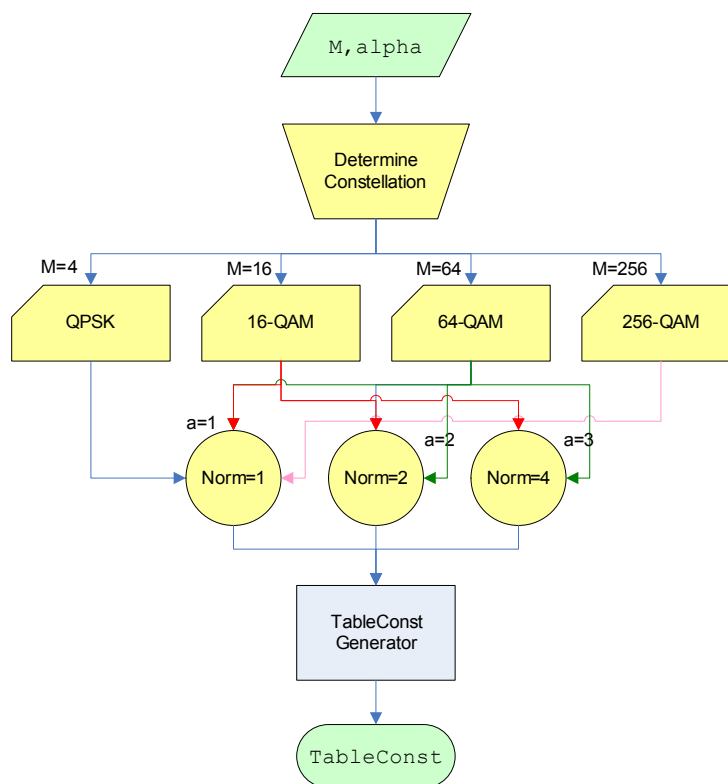 M,alpha
Determine
Constellation
M=4
M=16
M=64
M=256
QPSK
16-QAM
64-QAM
256-QAM
a=1
a=2
a=3
Norm=1
Norm=2
Norm=4
TableConst
Generator
TableConst